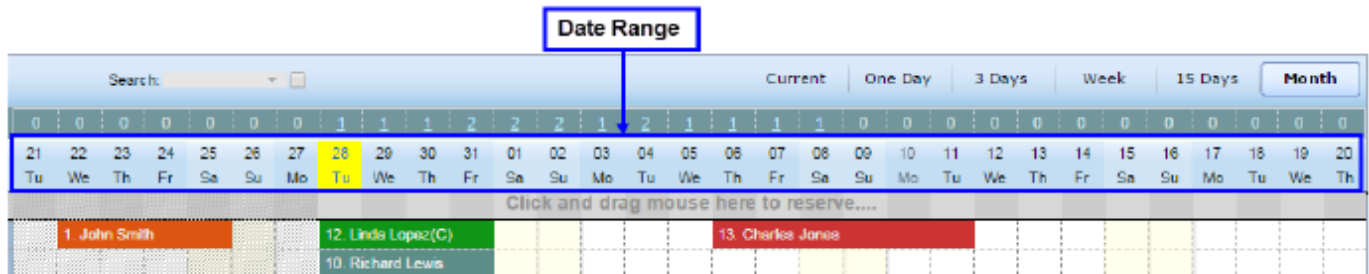 Date Range
Search: Current One Day 3 Days Week 15 Days Month
0 0 0 0 0 0 0 1 1 1 2 2 2 1 2 1 1 1 1 0 0 0 0 0 0 0 0 0 0 0 0
21 22 23 24 25 26 27 28 29 30 31 01 02 03 04 05 06 07 08 09 10 11 12 13 14 15 16 17 18 19 20
Tu We Th Fr Sa Su Mo Tu We Th Fr Sa Su Mo Tu We Th Fr Sa Su Mo Tu We Th Fr Sa Su Mo Tu We Th
Click and drag mouse here to reserve....
1. John Smith 12. Linda Lopez(C) 13. Charles Jones
10. Richard Lewis